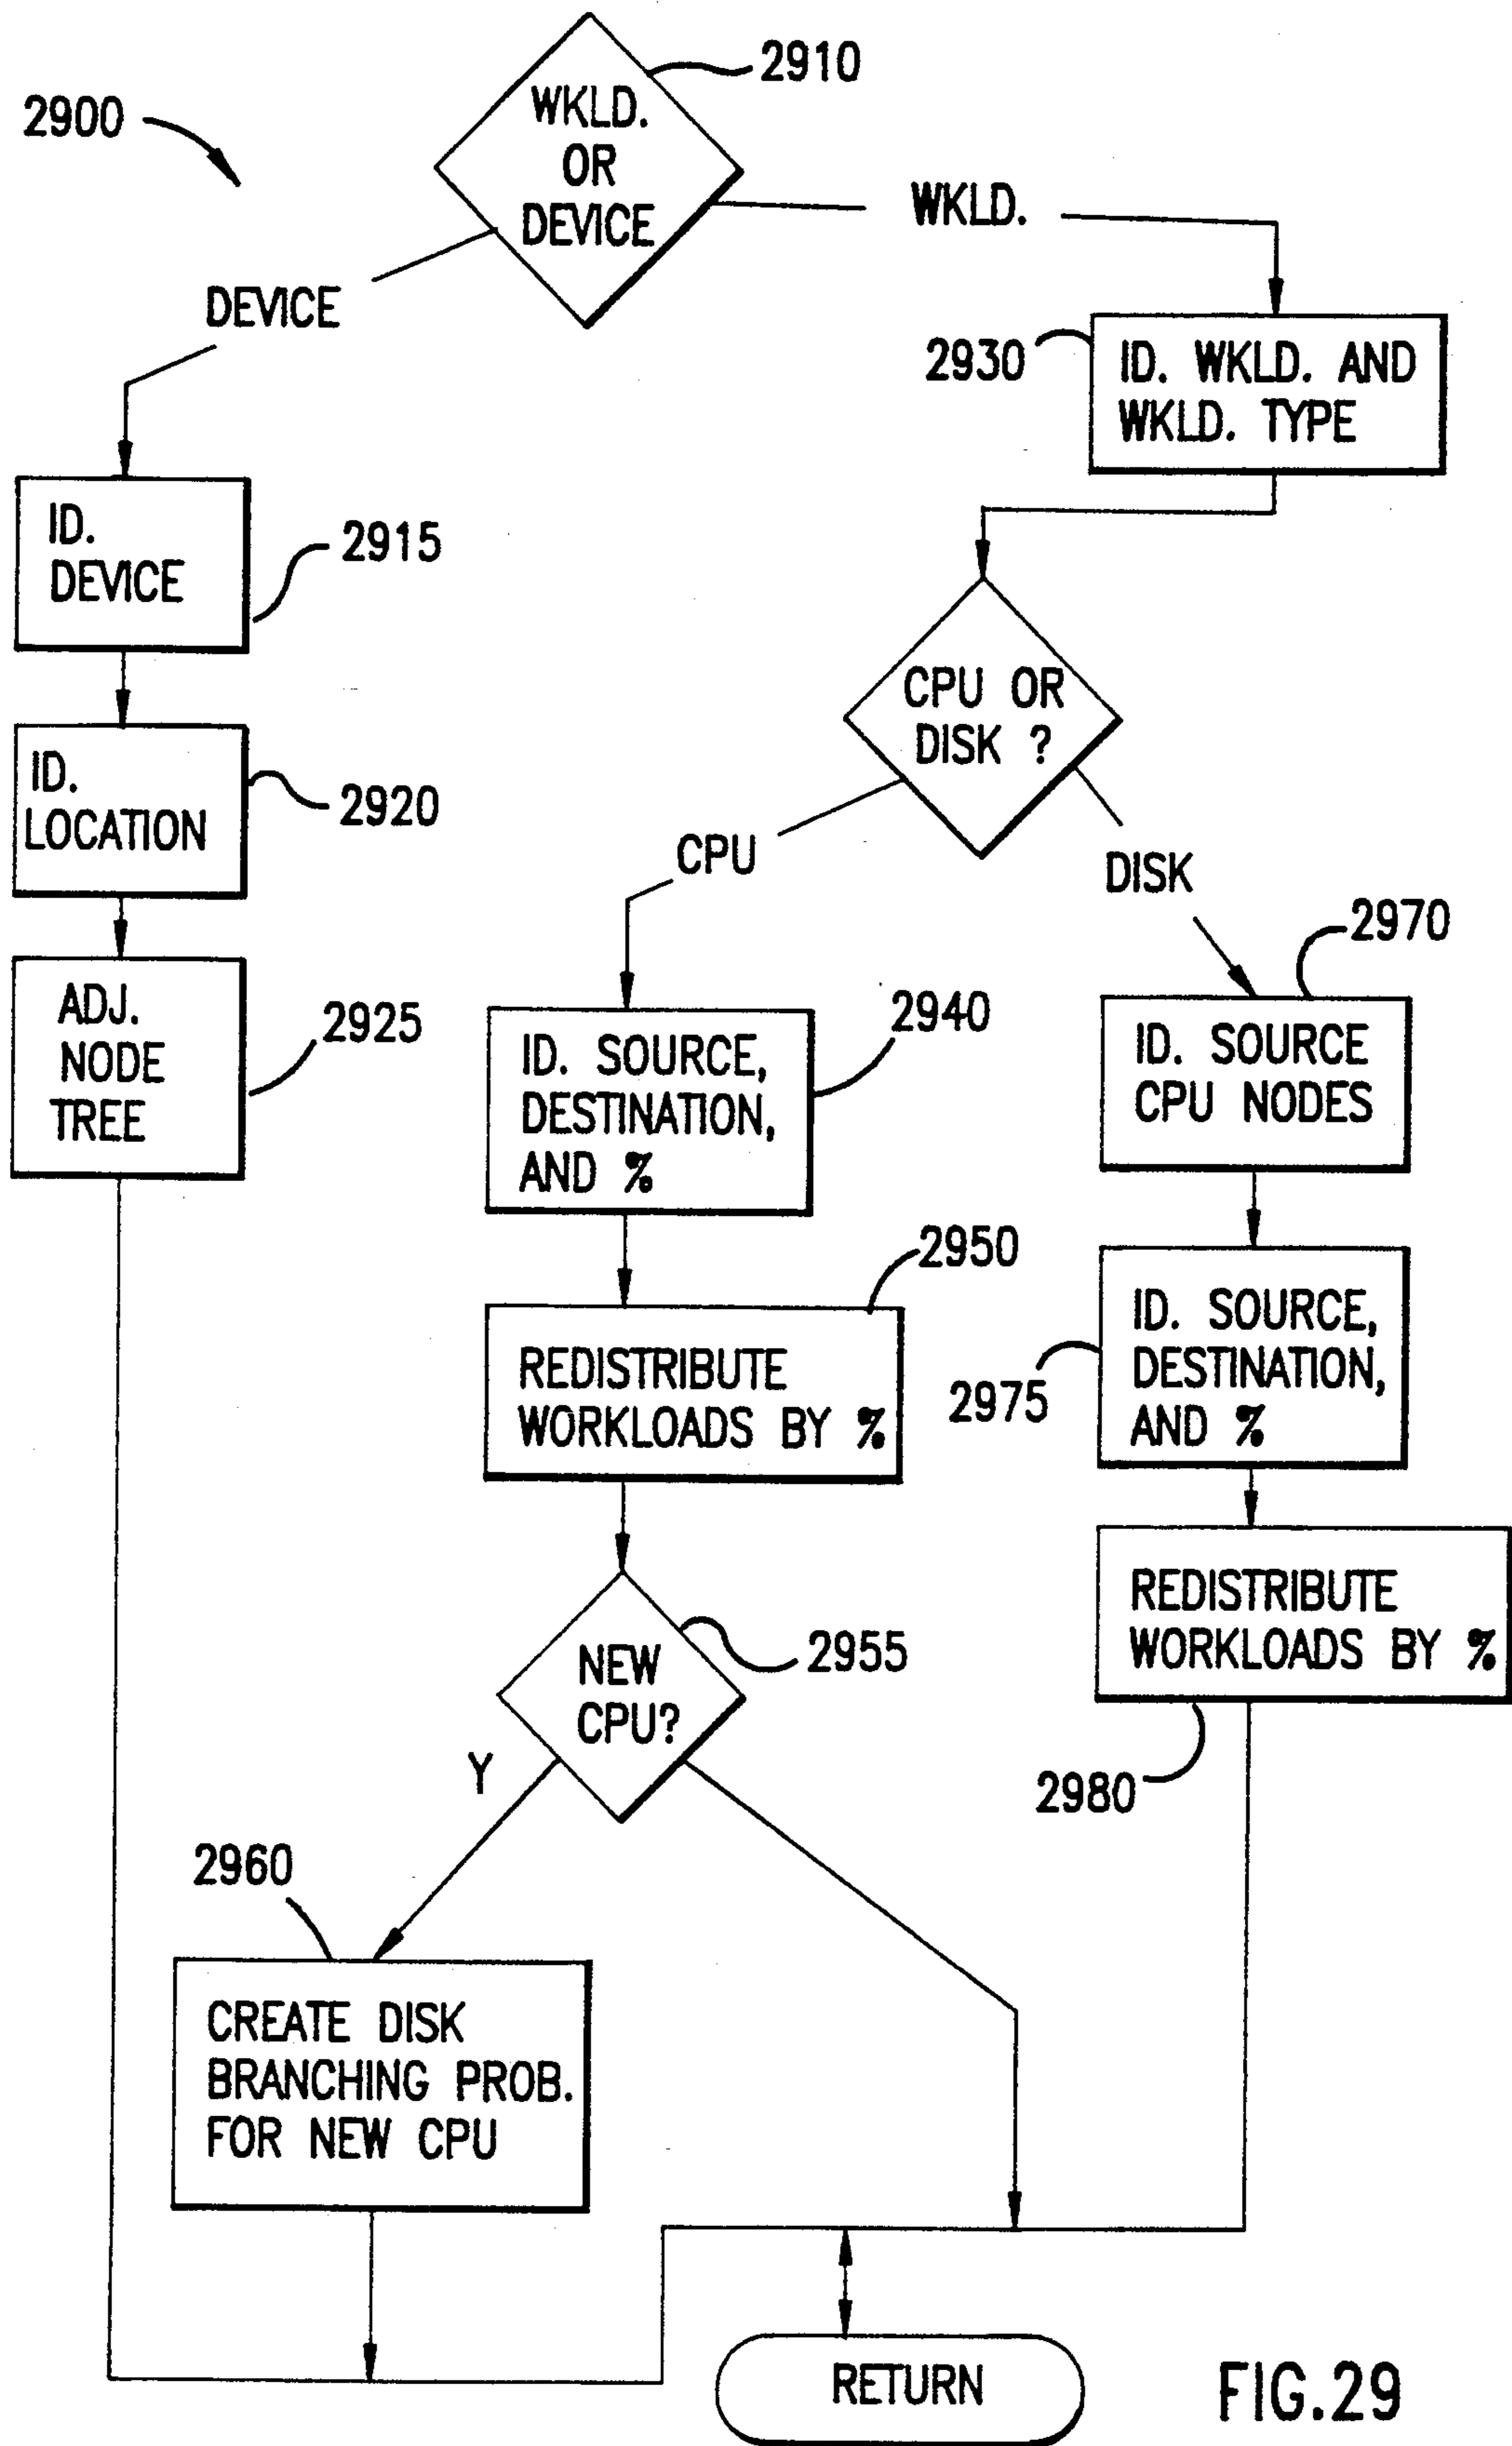 2910
2900
WKLD.
OR
DEVICE
WKLD.
DEVICE
2930
ID. WKLD. AND
WKLD. TYPE
ID.
DEVICE
2915
CPU OR
DISK ?
ID.
LOCATION
2920
CPU
DISK
2970
ADJ.
NODE
TREE
2925
2940
ID. SOURCE,
DESTINATION,
AND %
ID. SOURCE
CPU NODES
2950
REDISTRIBUTE
WORKLOADS BY %
2975
ID. SOURCE,
DESTINATION,
AND %
NEW
CPU?
2955
REDISTRIBUTE
WORKLOADS BY %
Y
2980
2960
CREATE DISK
BRANCHING PROB.
FOR NEW CPU
RETURN
FIG.29